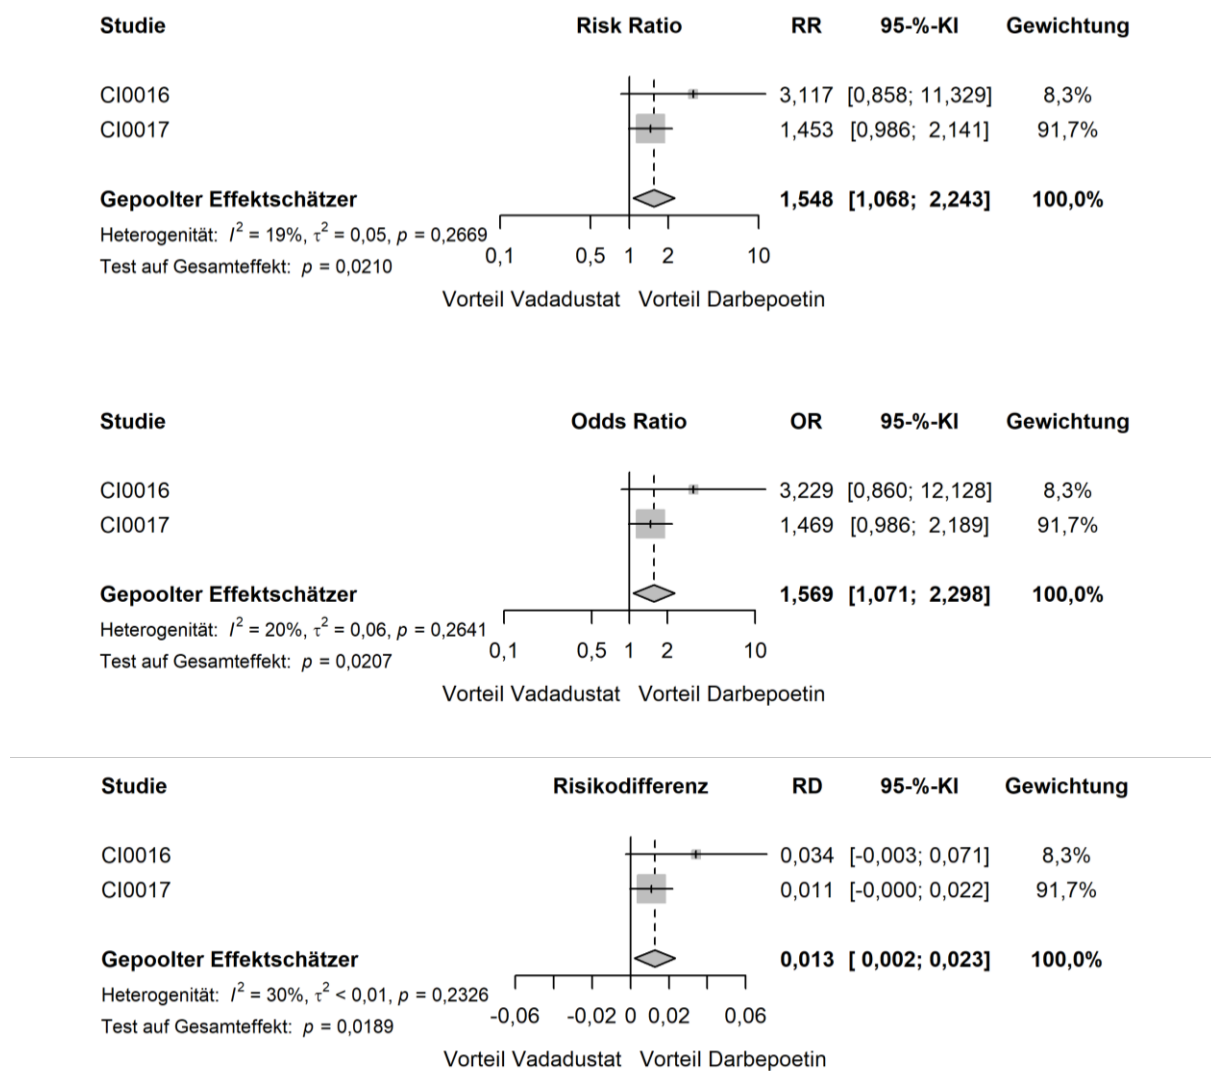 Studie Risk Ratio RR 95-%-KI Gewichtung
CI0016 3,117 [0,858; 11,329] 8,3%
CI0017 1,453 [0,986; 2,141] 91,7%
Gepoolter Effektschätzer 1,548 [1,068; 2,243] 100,0%
Heterogenität: I² = 19%, τ² = 0,05, p = 0,2669
Test auf Gesamteffekt: p = 0,0210
0,1 0,5 1 2 10
Vorteil Vadadustat Vorteil Darbepoetin
Studie Odds Ratio OR 95-%-KI Gewichtung
CI0016 3,229 [0,860; 12,128] 8,3%
CI0017 1,469 [0,986; 2,189] 91,7%
Gepoolter Effektschätzer 1,569 [1,071; 2,298] 100,0%
Heterogenität: I² = 20%, τ² = 0,06, p = 0,2641
Test auf Gesamteffekt: p = 0,0207
0,1 0,5 1 2 10
Vorteil Vadadustat Vorteil Darbepoetin
Studie Risikodifferenz RD 95-%-KI Gewichtung
CI0016 0,034 [-0,003; 0,071] 8,3%
CI0017 0,011 [-0,000; 0,022] 91,7%
Gepoolter Effektschätzer 0,013 [ 0,002; 0,023] 100,0%
Heterogenität: I² = 30%, τ² < 0,01, p = 0,2326
Test auf Gesamteffekt: p = 0,0189
-0,06 -0,02 0 0,02 0,06
Vorteil Vadadustat Vorteil Darbepoetin